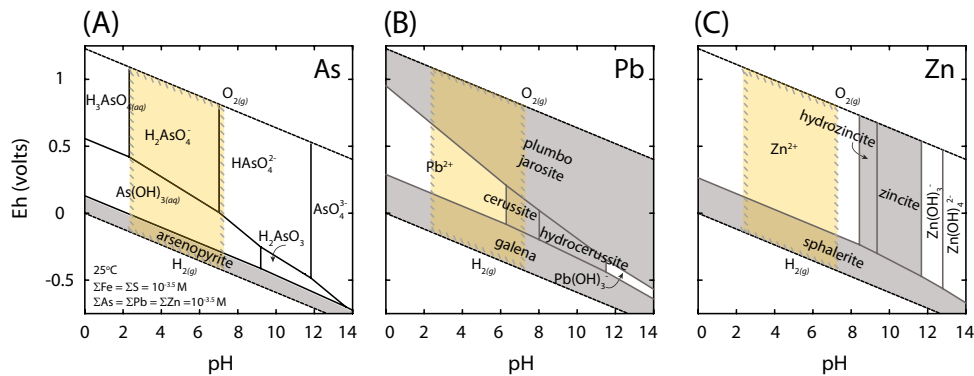 (A)
As
1
0.5
0
-0.5
Eh (volts)
O2(g)
H3AsO4(aq)
H2AsO4-
HAsO42-
AsO43-
As(OH)3(aq)
H2AsO3-
arsenopyrite
H2(g)
25°C
ΣFe = ΣS = 10-3.5 M
ΣAs = ΣPb = ΣZn =10-3.5 M
0 2 4 6 8 10 12 14
pH
(B)
Pb
O2(g)
plumbo
jarosite
Pb2+
cerussite
hydrocerussite
galena
Pb(OH)3-
H2(g)
0 2 4 6 8 10 12 14
pH
(C)
Zn
O2(g)
hydrozincite
Zn2+
zincite
Zn(OH)3-
Zn(OH)42-
sphalerite
H2(g)
0 2 4 6 8 10 12 14
pH